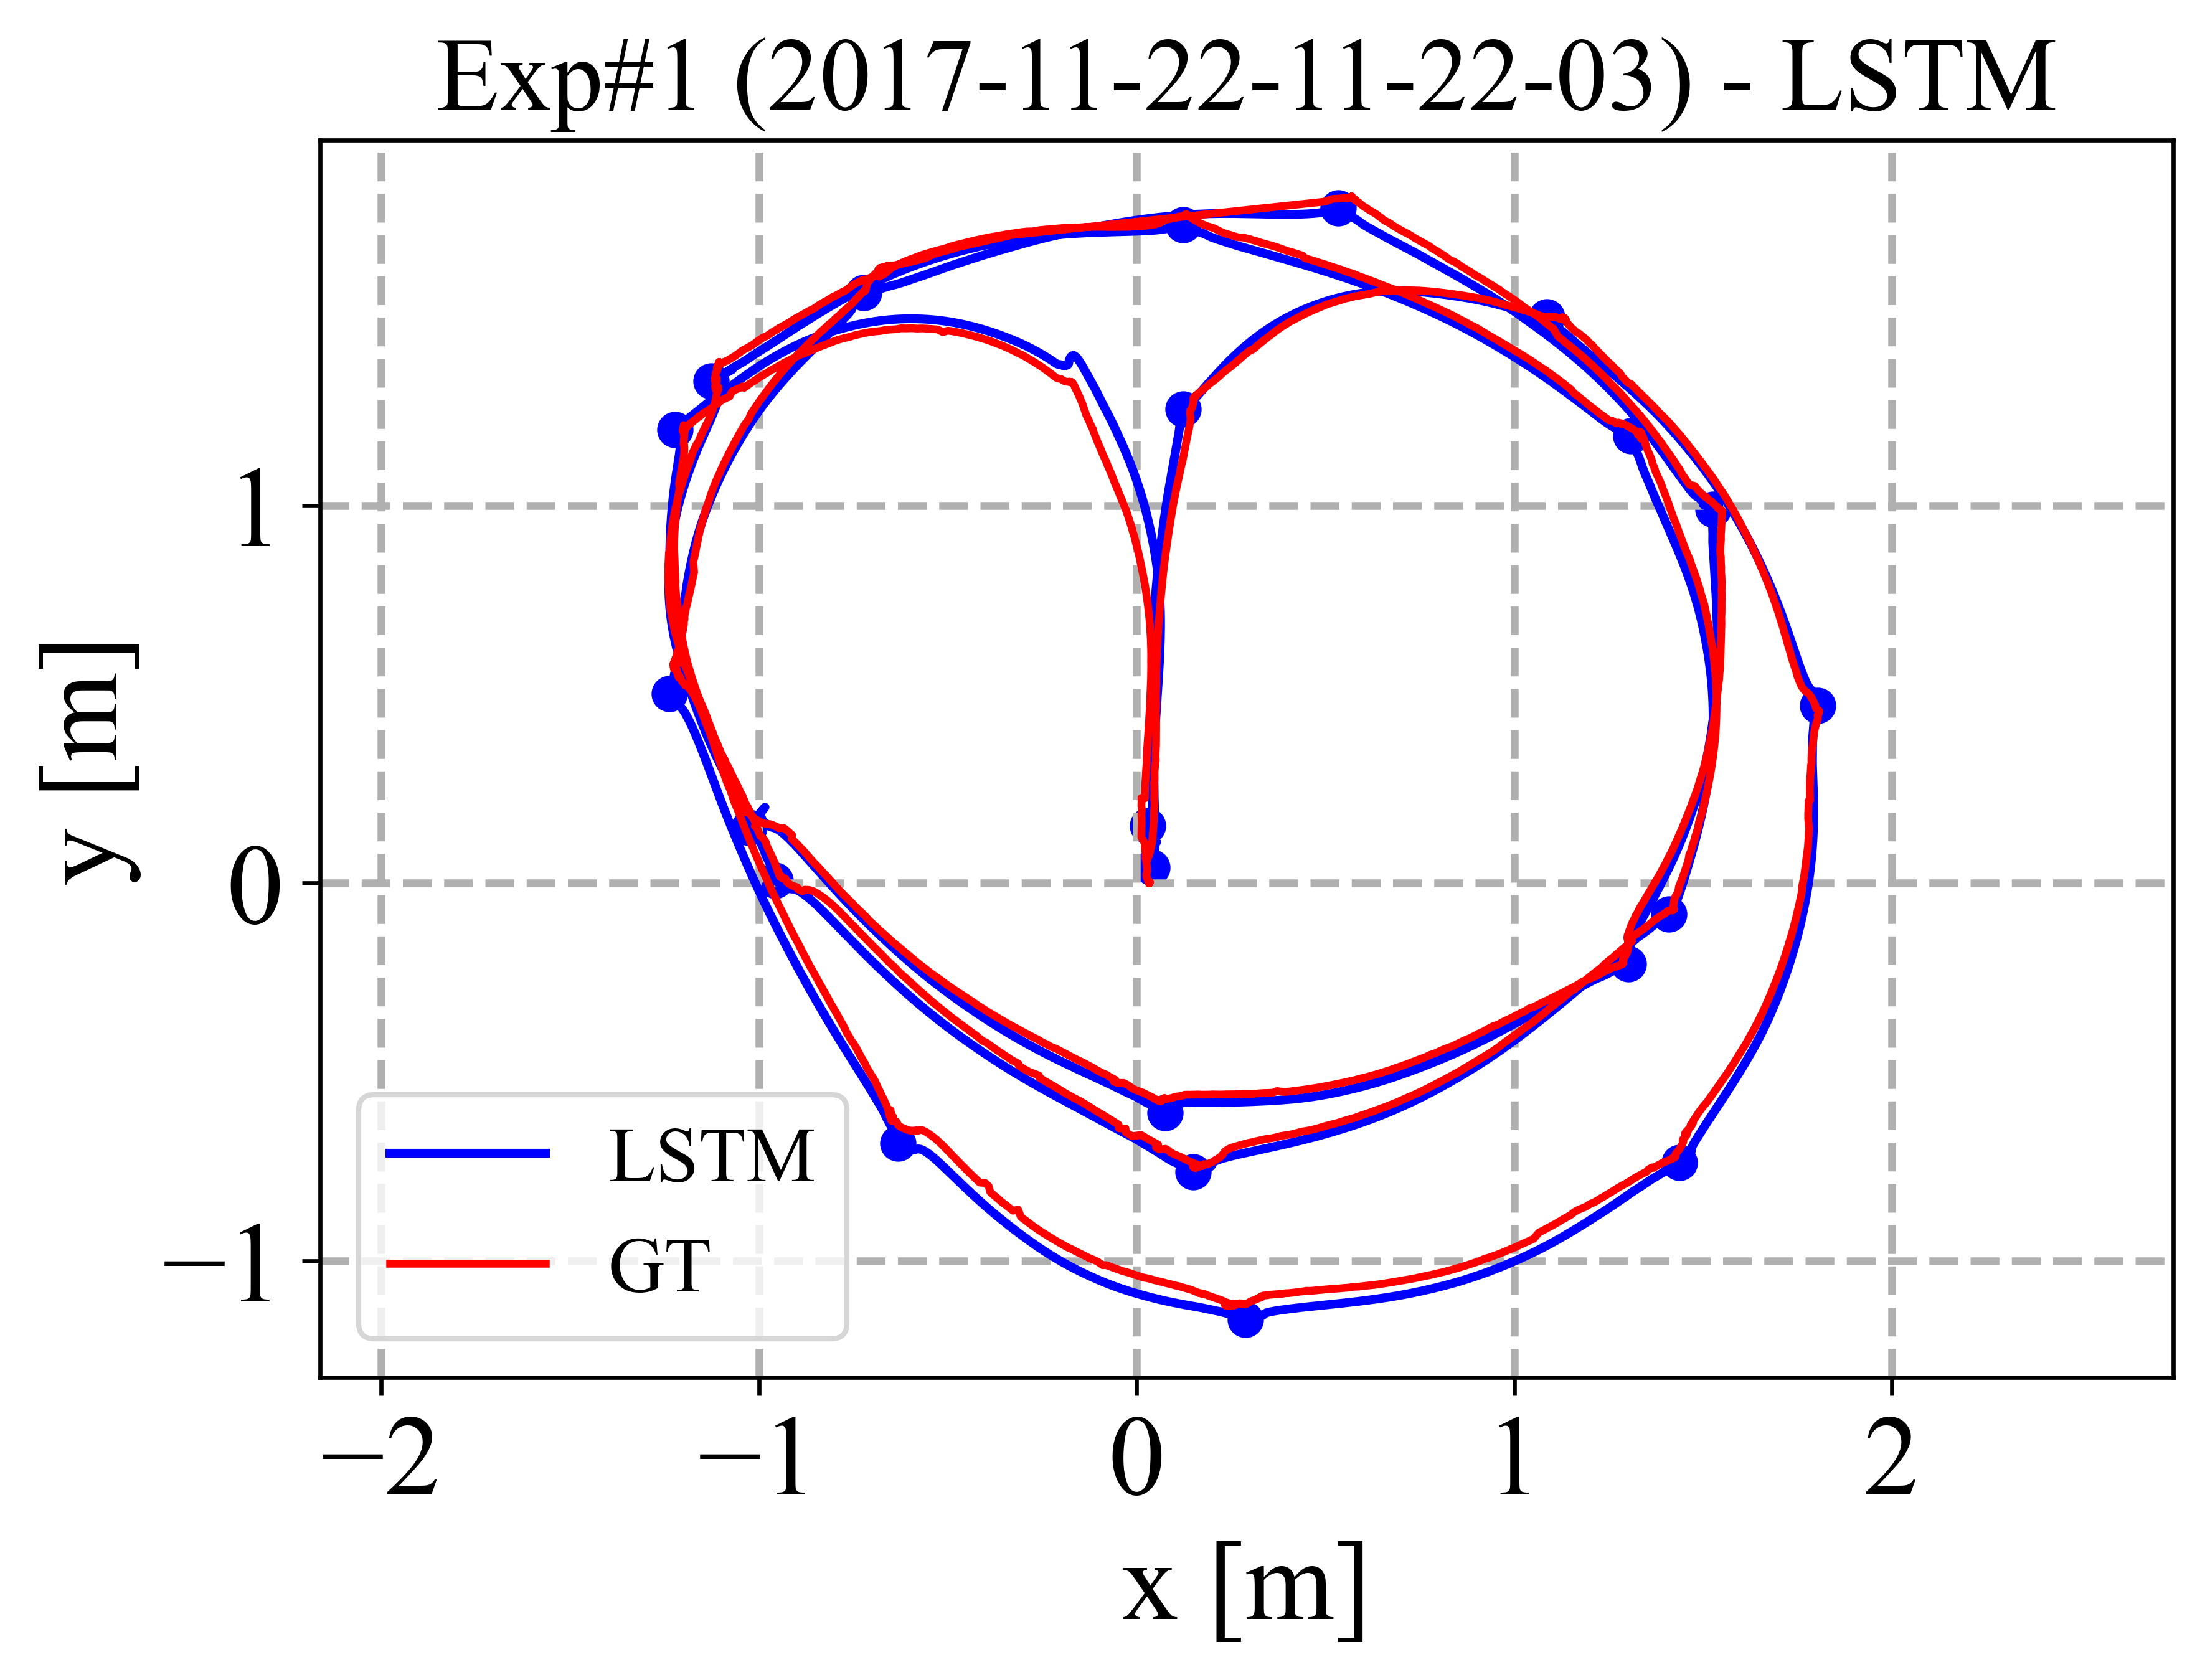 Exp#1 (2017-11-22-11-22-03) - LSTM
y [m]
1
0
−1
LSTM
GT
−2
−1
0
1
2
x [m]